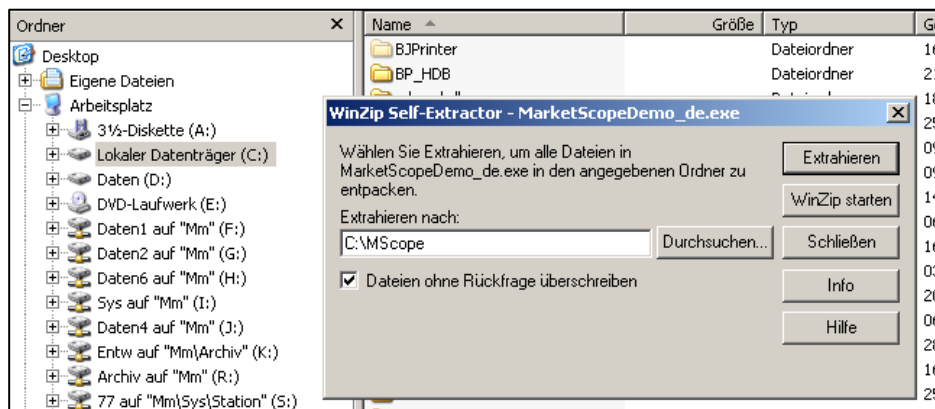 Ordner
Name Größe Typ
Desktop
BJPrinter Dateiordner
Eigene Dateien
BP_HDB Dateiordner
Arbeitsplatz
WinZip Self-Extractor - MarketScopeDemo_de.exe
3½-Diskette (A:)
Lokaler Datenträger (C:)
Daten (D:)
DVD-Laufwerk (E:)
Daten1 auf "Mm" (F:)
Daten2 auf "Mm" (G:)
Daten6 auf "Mm" (H:)
Sys auf "Mm" (I:)
Daten4 auf "Mm" (J:)
Entw auf "Mm\Archiv" (K:)
Archiv auf "Mm" (R:)
77 auf "Mm\Sys\Station" (S:)
Wählen Sie Extrahieren, um alle Dateien in
MarketScopeDemo_de.exe in den angegebenen Ordner zu
entpacken.
Extrahieren nach:
C:\MScope
Durchsuchen...
Dateien ohne Rückfrage überschreiben
Extrahieren
WinZip starten
Schließen
Info
Hilfe